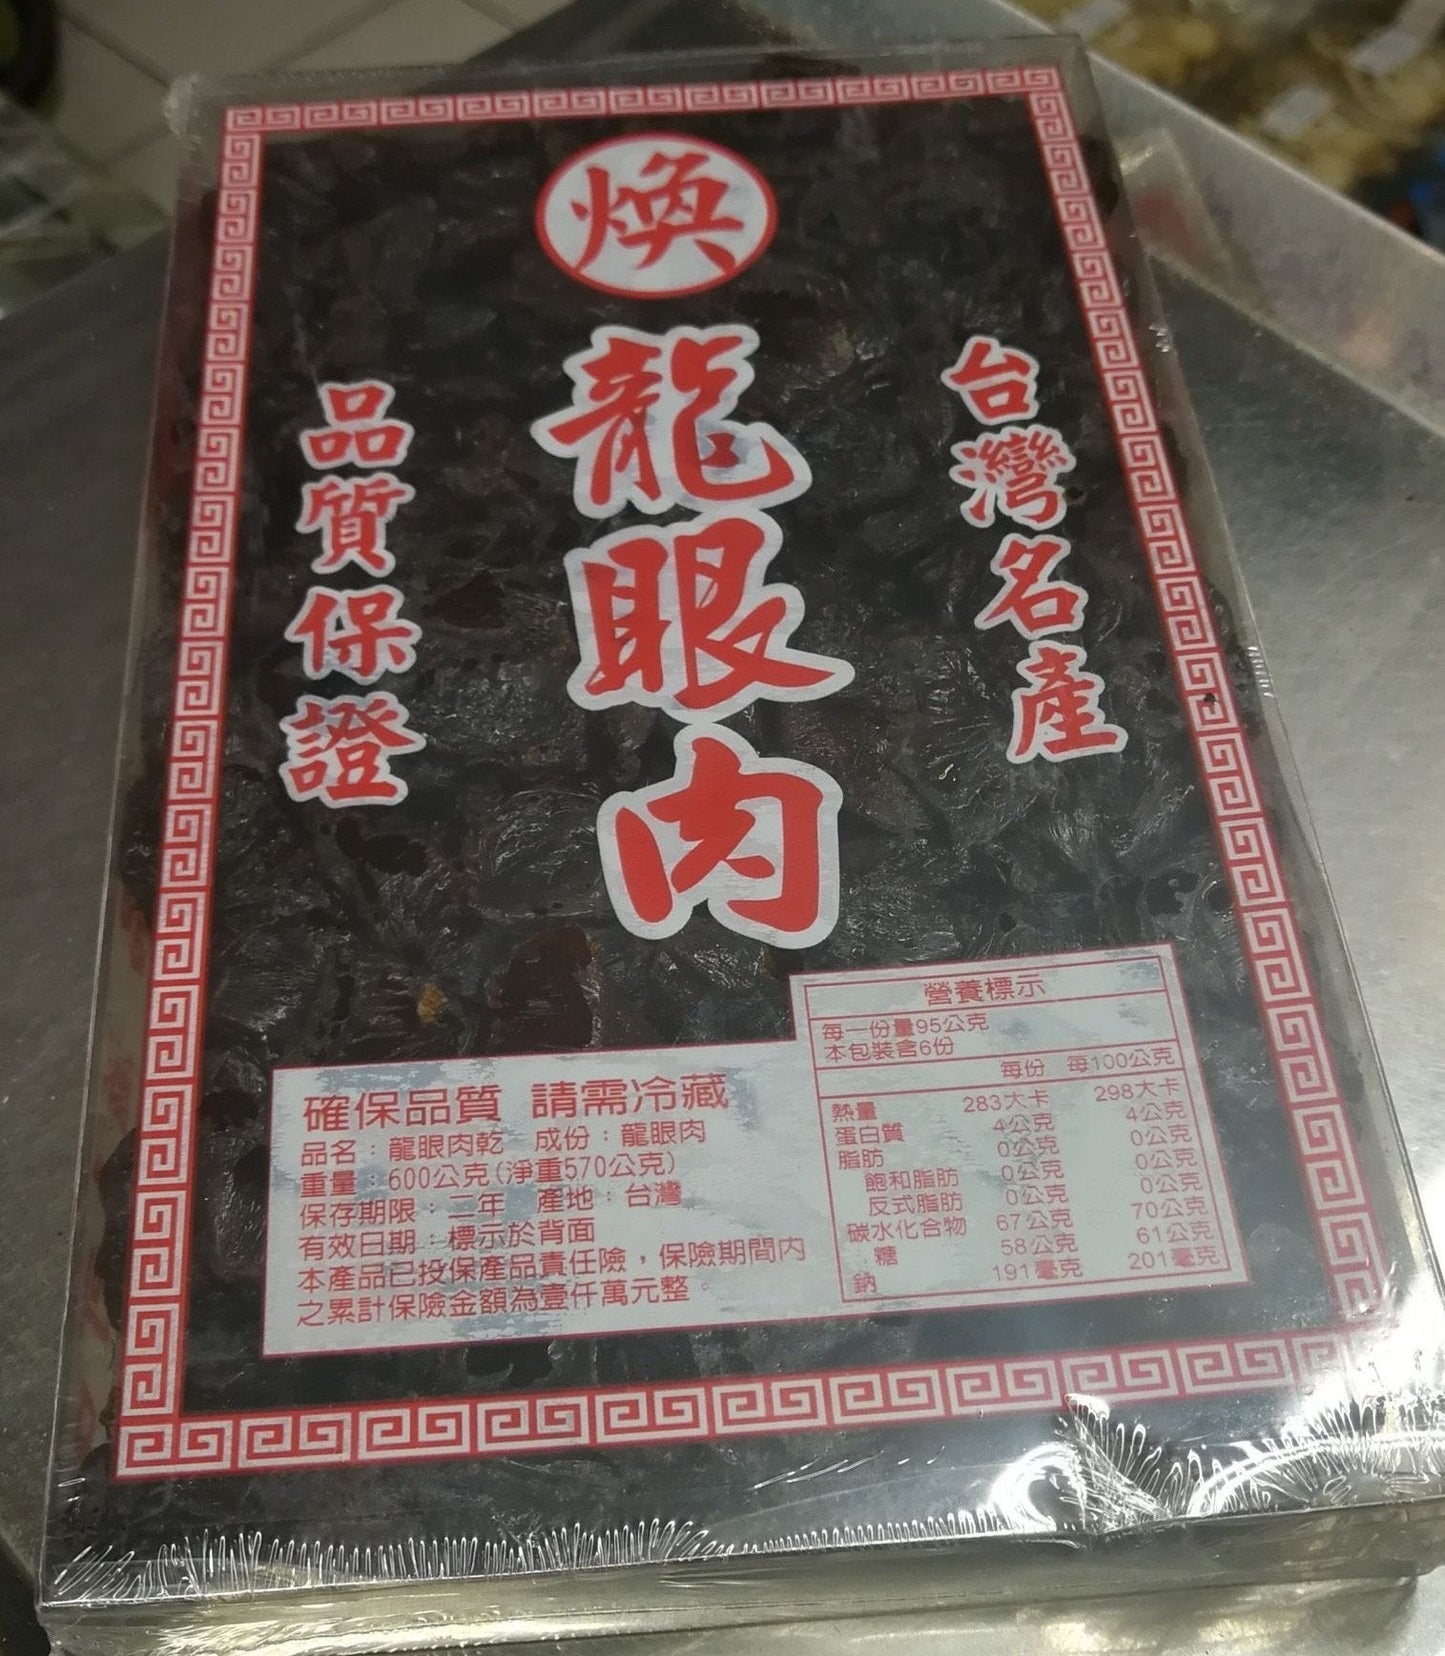 煥
龍眼肉
台灣名產
品質保證
確保品質 請需冷藏
品名：龍眼肉乾 成份：龍眼肉
重量：600公克(淨重570公克)
保存期限：二年 產地：台灣
有效日期：標示於背面
本產品已投保產品責任險，保險期間內
之累計保險金額為壹仟萬元整。
營養標示
每一份量95公克
本包裝含6份
每份 每100公克
熱量 283大卡 298大卡
蛋白質 4公克 4公克
脂肪 0公克 0公克
飽和脂肪 0公克 0公克
反式脂肪 0公克 0公克
碳水化合物 67公克 70公克
糖 58公克 61公克
鈉 191毫克 201毫克